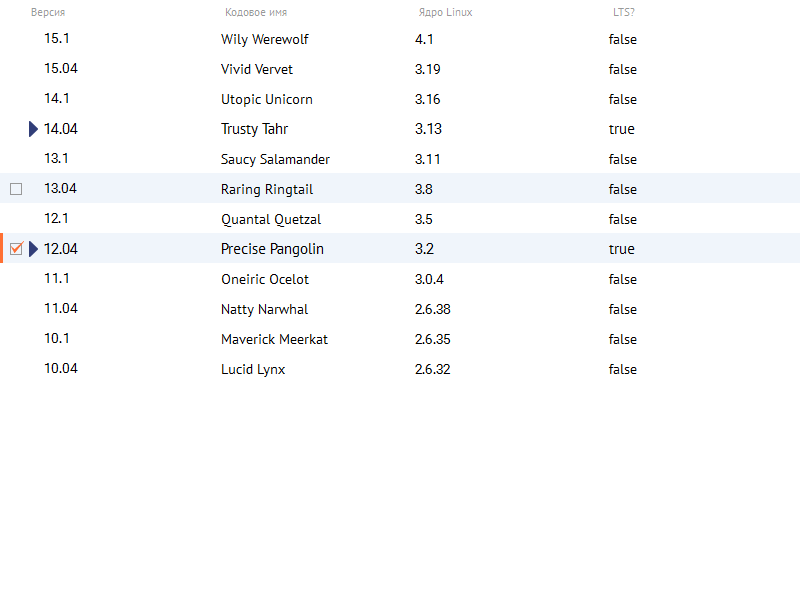 Версия Кодовое имя Ядро Linux LTS?
15.1 Wily Werewolf 4.1 false
15.04 Vivid Vervet 3.19 false
14.1 Utopic Unicorn 3.16 false
14.04 Trusty Tahr 3.13 true
13.1 Saucy Salamander 3.11 false
13.04 Raring Ringtail 3.8 false
12.1 Quantal Quetzal 3.5 false
12.04 Precise Pangolin 3.2 true
11.1 Oneiric Ocelot 3.0.4 false
11.04 Natty Narwhal 2.6.38 false
10.1 Maverick Meerkat 2.6.35 false
10.04 Lucid Lynx 2.6.32 false